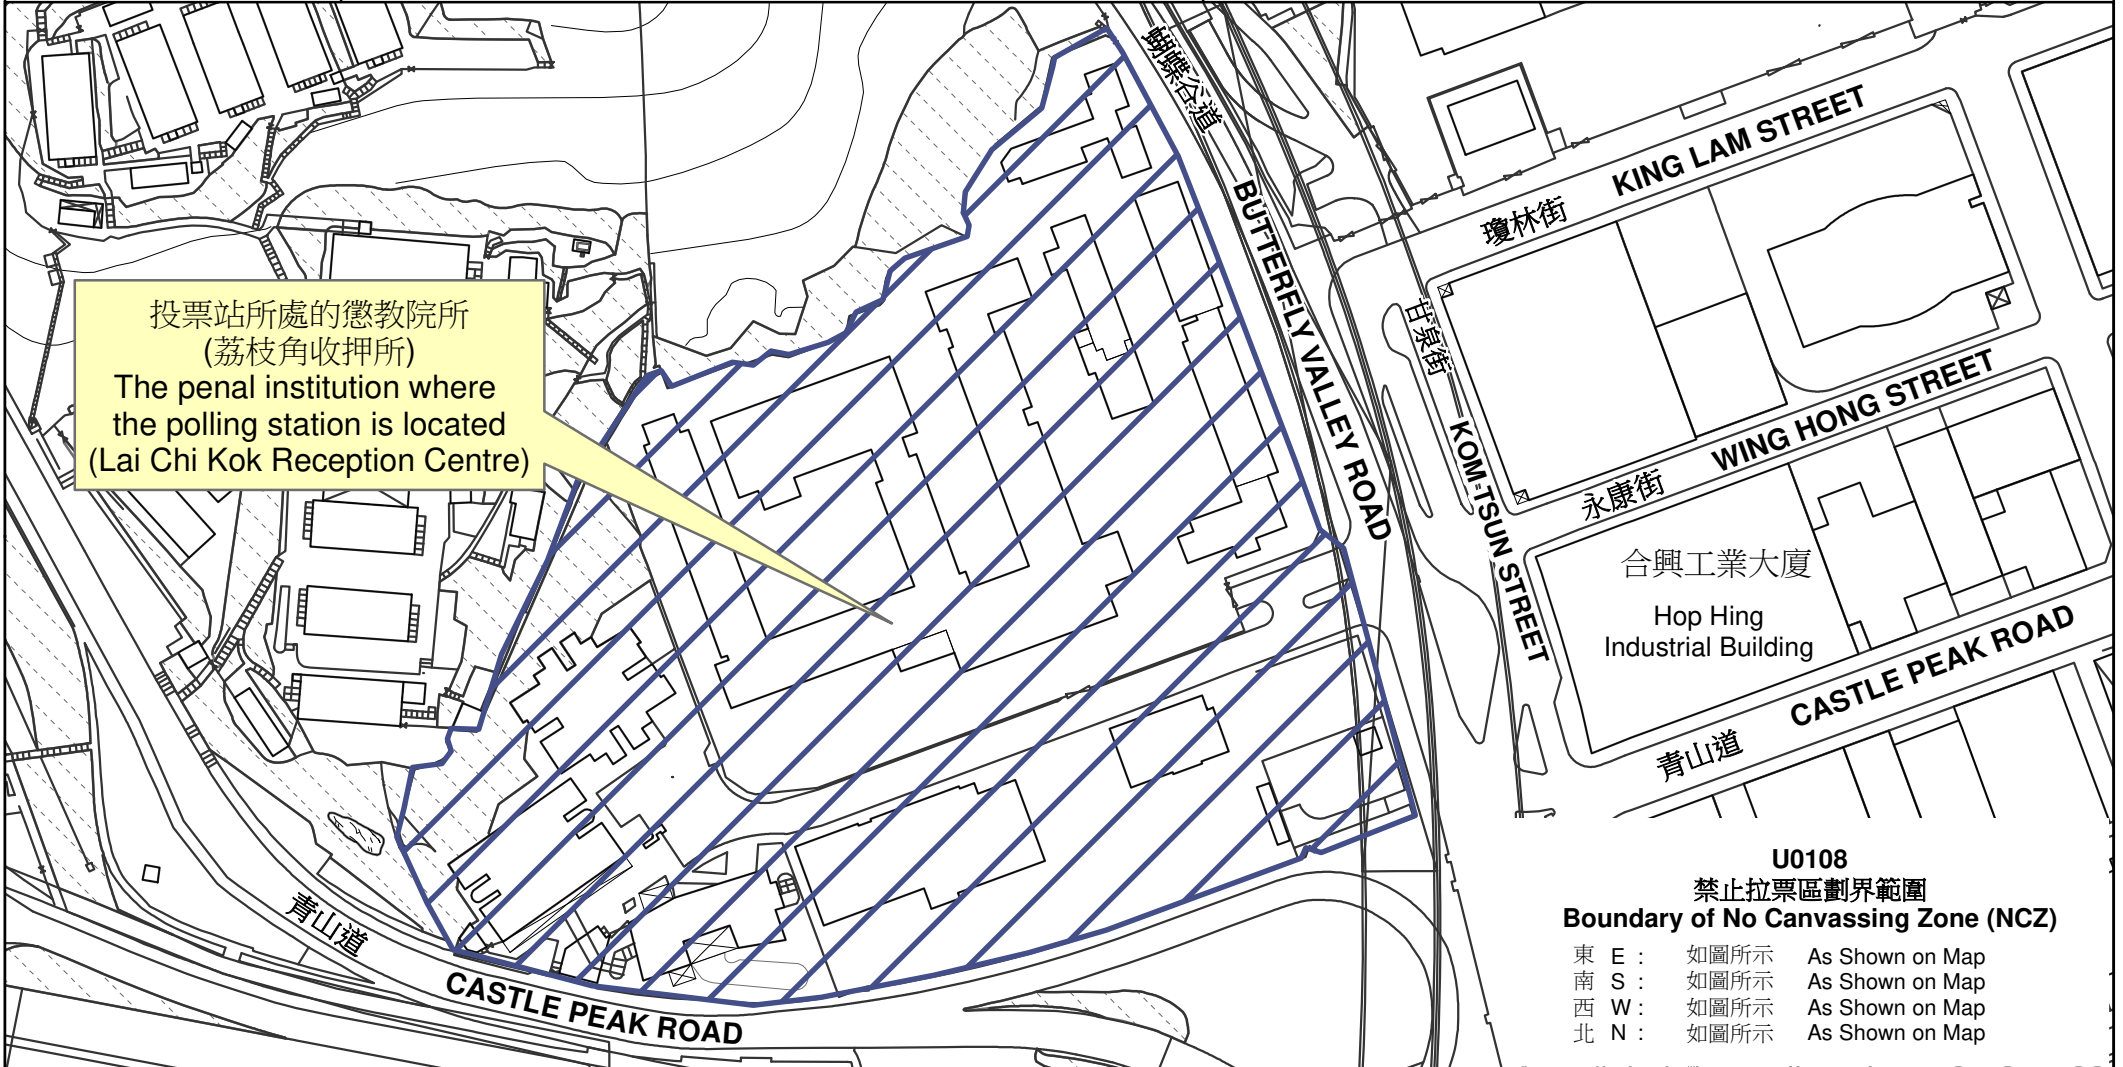 蝴蝶谷道
BUTTERFLY VALLEY ROAD
KING LAM STREET
瓊林街
甘泉街
KOM TSUN STREET
WING HONG STREET
永康街
投票站所處的懲教院所
(荔枝角收押所)
The penal institution where
the polling station is located
(Lai Chi Kok Reception Centre)
合興工業大廈
Hop Hing
Industrial Building
CASTLE PEAK ROAD
青山道
青山道
CASTLE PEAK ROAD
U0108
禁止拉票區劃界範圍
Boundary of No Canvassing Zone (NCZ)
東 E : 如圖所示 As Shown on Map
南 S : 如圖所示 As Shown on Map
西 W : 如圖所示 As Shown on Map
北 N : 如圖所示 As Shown on Map